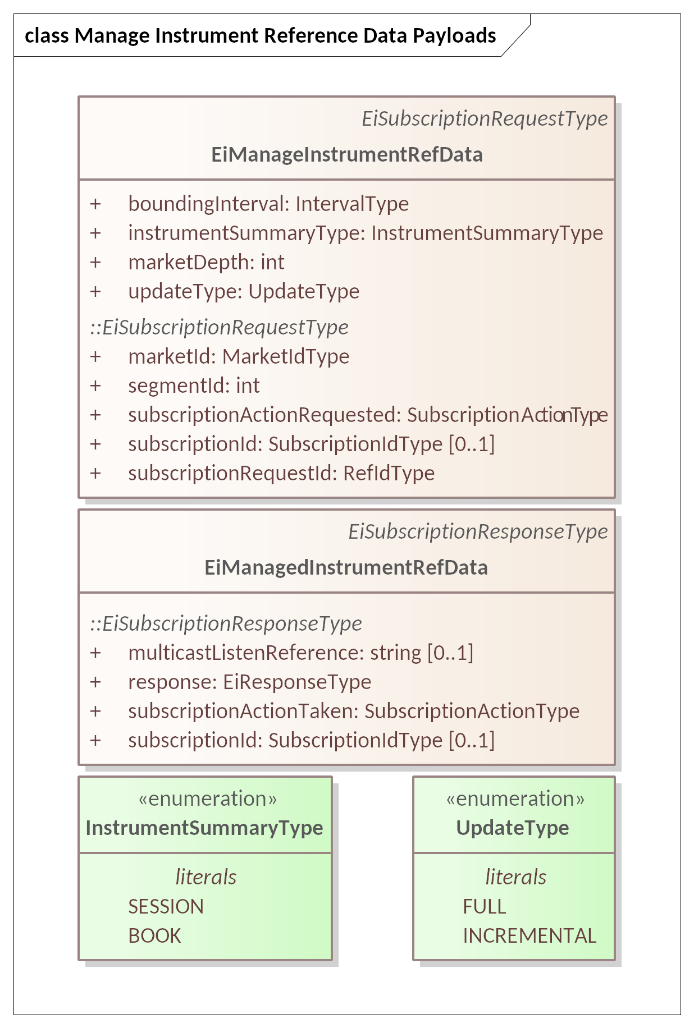 class Manage Instrument Reference Data Payloads
EiSubscriptionRequestType
EiManageInstrumentRefData
+ boundingInterval: IntervalType
+ instrumentSummaryType: InstrumentSummaryType
+ marketDepth: int
+ updateType: UpdateType
::EiSubscriptionRequestType
+ marketId: MarketIdType
+ segmentId: int
+ subscriptionActionRequested: SubscriptionActionType
+ subscriptionId: SubscriptionIdType [0..1]
+ subscriptionRequestId: RefIdType
EiSubscriptionResponseType
EiManagedInstrumentRefData
::EiSubscriptionResponseType
+ multicastListenReference: string [0..1]
+ response: EiResponseType
+ subscriptionActionTaken: SubscriptionActionType
+ subscriptionId: SubscriptionIdType [0..1]
«enumeration»
InstrumentSummaryType
literals
SESSION
BOOK
«enumeration»
UpdateType
literals
FULL
INCREMENTAL